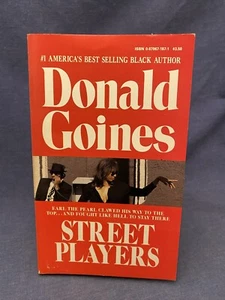 #1 AMERICA'S BEST SELLING BLACK AUTHOR
Donald
Goines
EARL THE PEARL CLAWED HIS WAY TO THE
TOP...AND FOUGHT LIKE HELL TO STAY THERE
STREET
PLAYERS